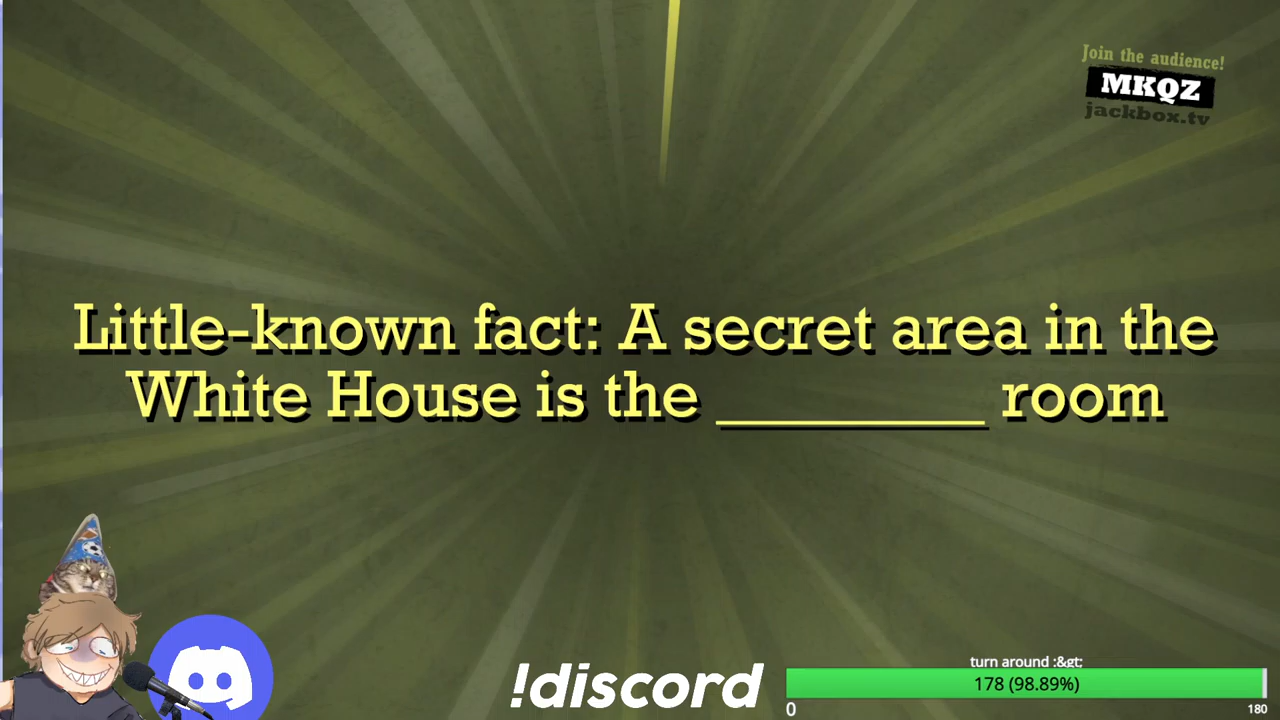 Join the audience!
MKQZ
jackbox.tv
Little-known fact: A secret area in the
White House is the __________ room
!discord
turn around :&gt;
178 (98.89%)
0
180